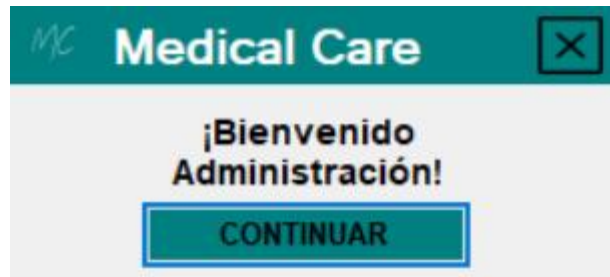 MC Medical Care
¡Bienvenido
Administración!
CONTINUAR